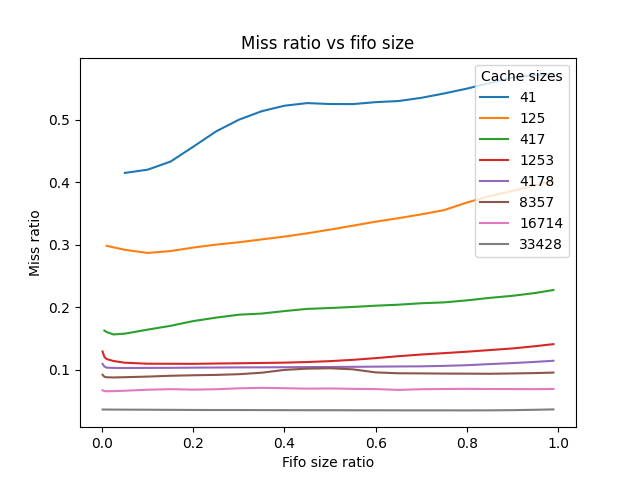 Miss ratio vs fifo size
Cache sizes
41
125
417
1253
4178
8357
16714
33428
Miss ratio
0.5
0.4
0.3
0.2
0.1
0.0 0.2 0.4 0.6 0.8 1.0
Fifo size ratio